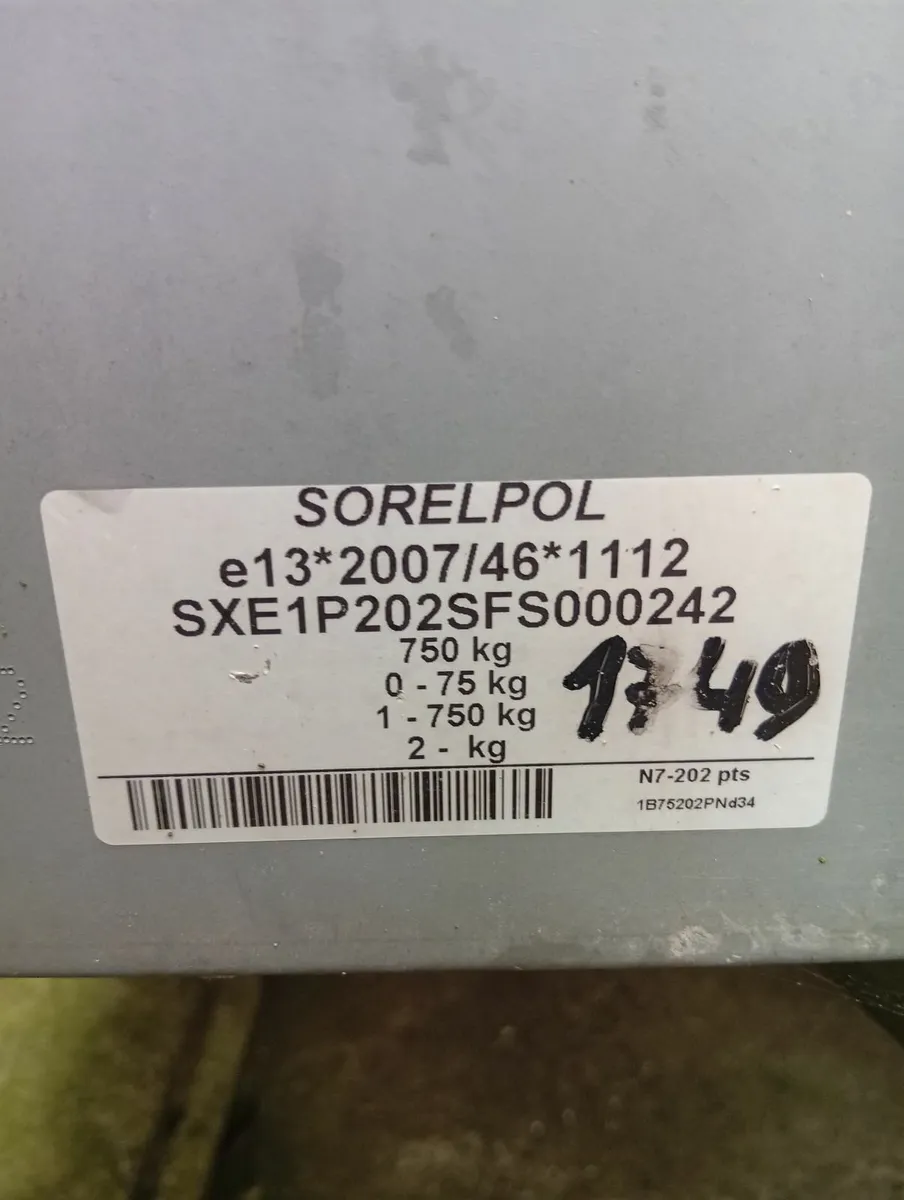 SORELPOL
e13*2007/46*1112
SXE1P202SFS000242
750 kg
0 - 75 kg
1 - 750 kg
2 - kg
1749
N7-202 pts
1B75202PNd34